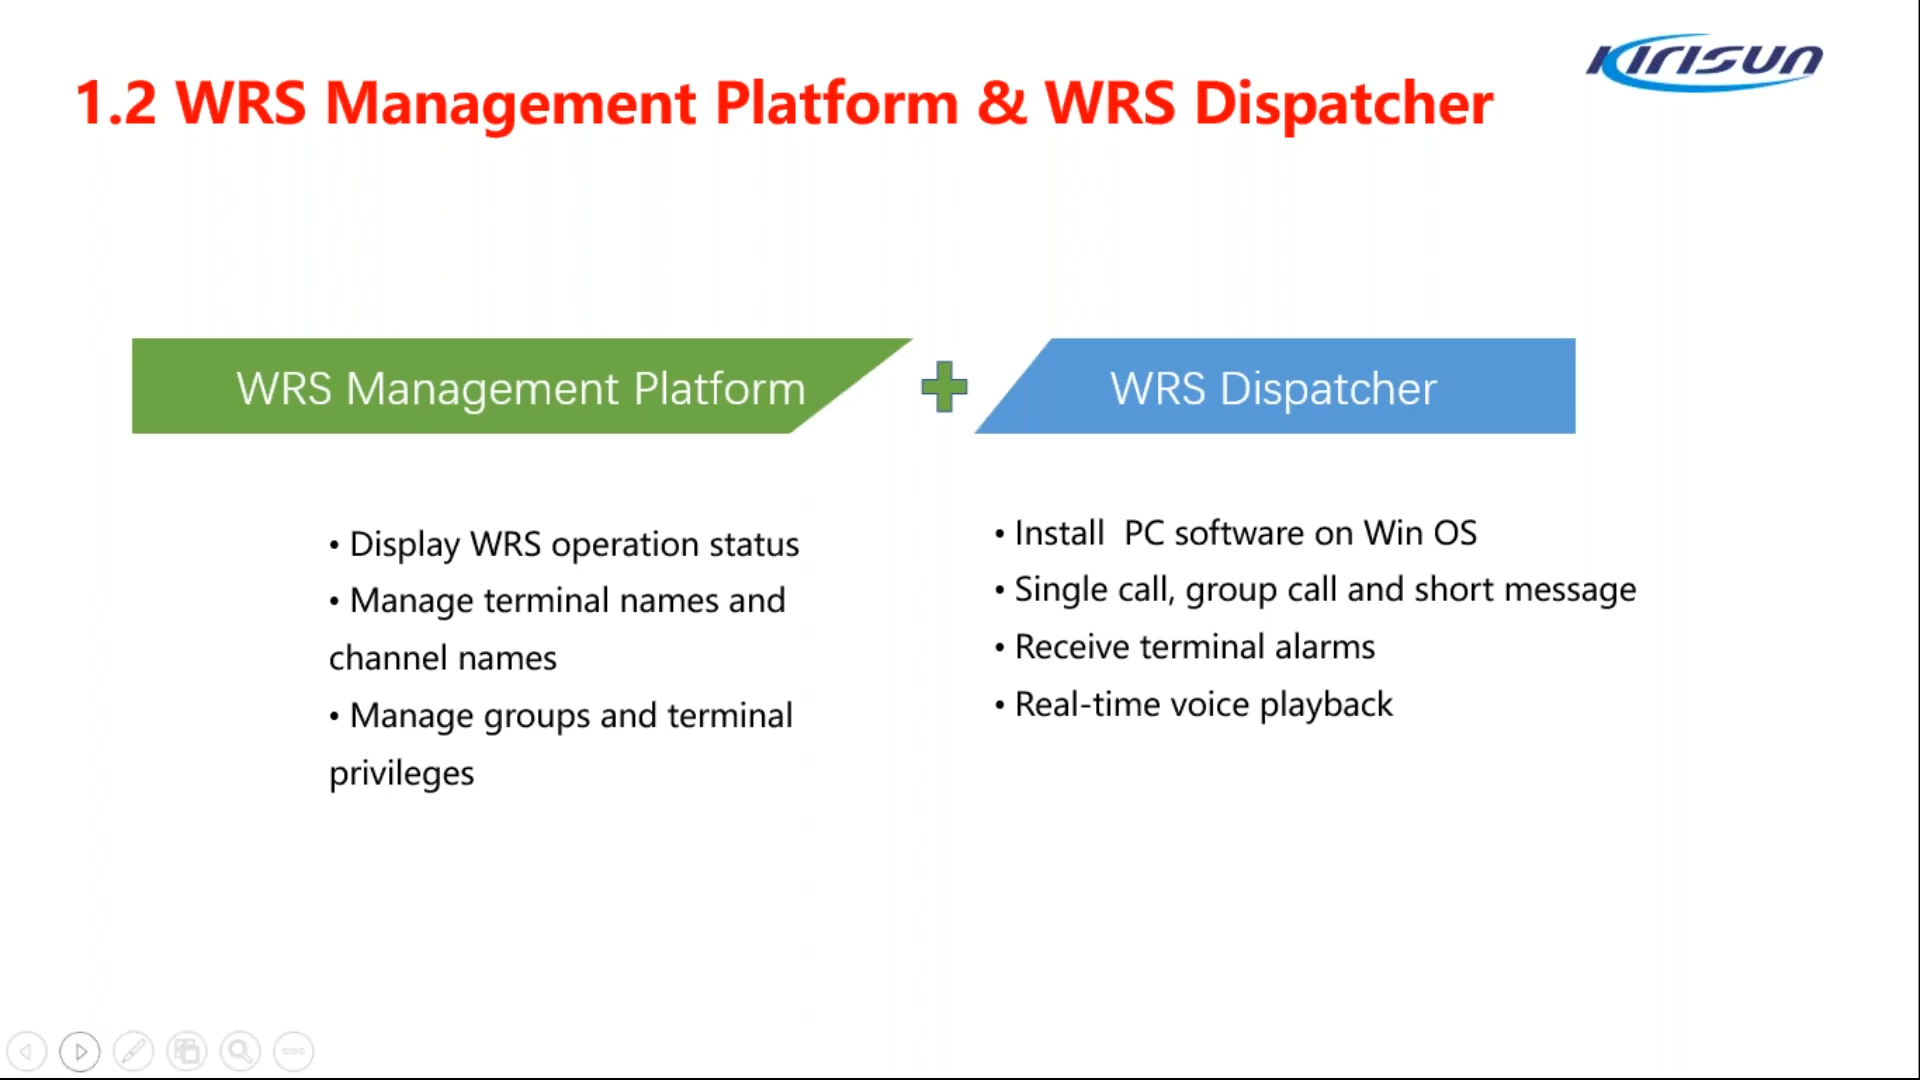 KIRISUN
1.2 WRS Management Platform & WRS Dispatcher
WRS Management Platform
WRS Dispatcher
• Display WRS operation status
• Manage terminal names and
channel names
• Manage groups and terminal
privileges
• Install  PC software on Win OS
• Single call, group call and short message
• Receive terminal alarms
• Real-time voice playback